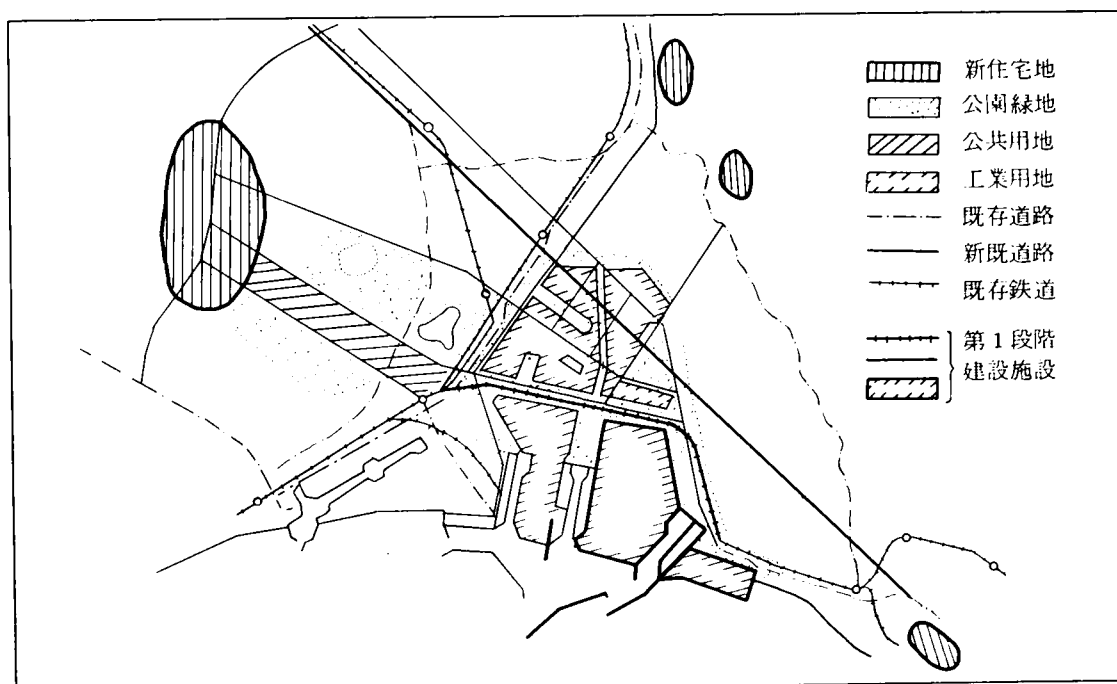 新住宅地
公園緑地
公共用地
工業用地
既存道路
新既道路
既存鉄道
第1段階
建設施設